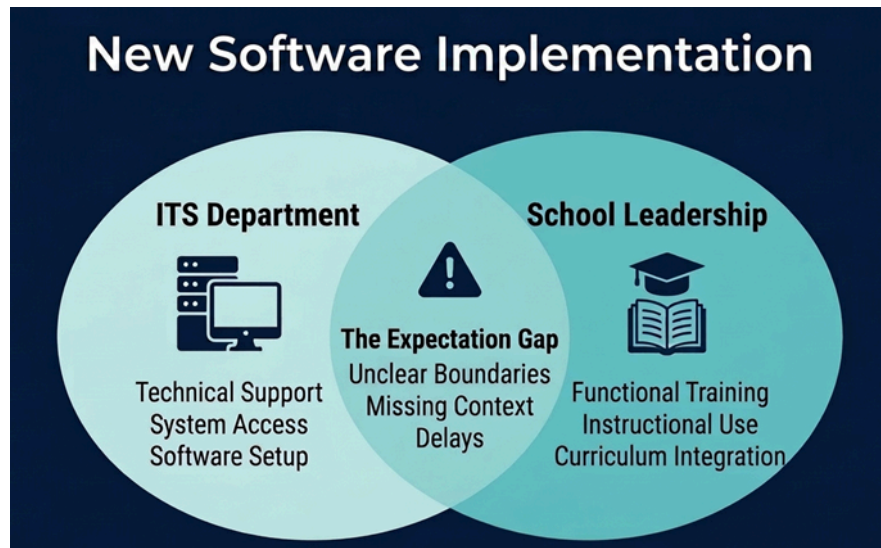 New Software Implementation
ITS Department
Technical Support
System Access
Software Setup
The Expectation Gap
Unclear Boundaries
Missing Context
Delays
School Leadership
Functional Training
Instructional Use
Curriculum Integration